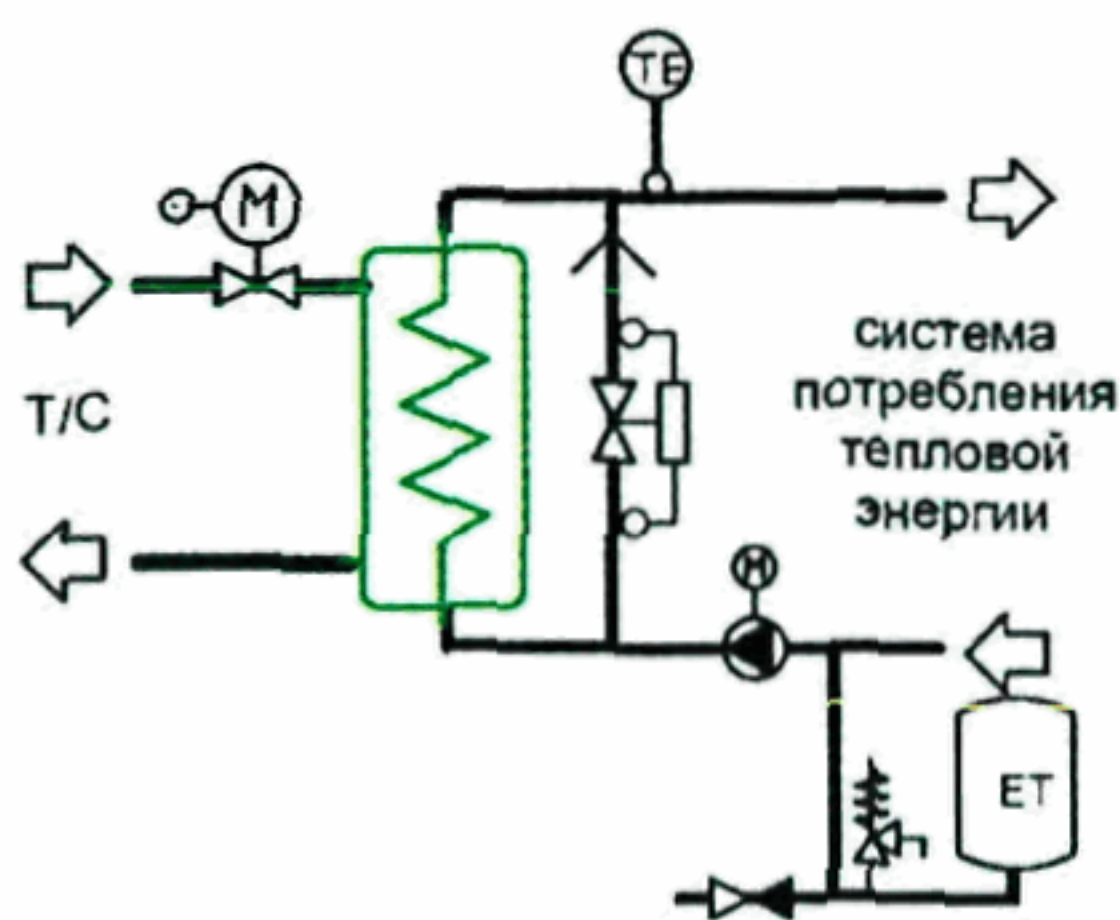 TE
M
T/C
система
потребления
тепловой
энергии
M
ET